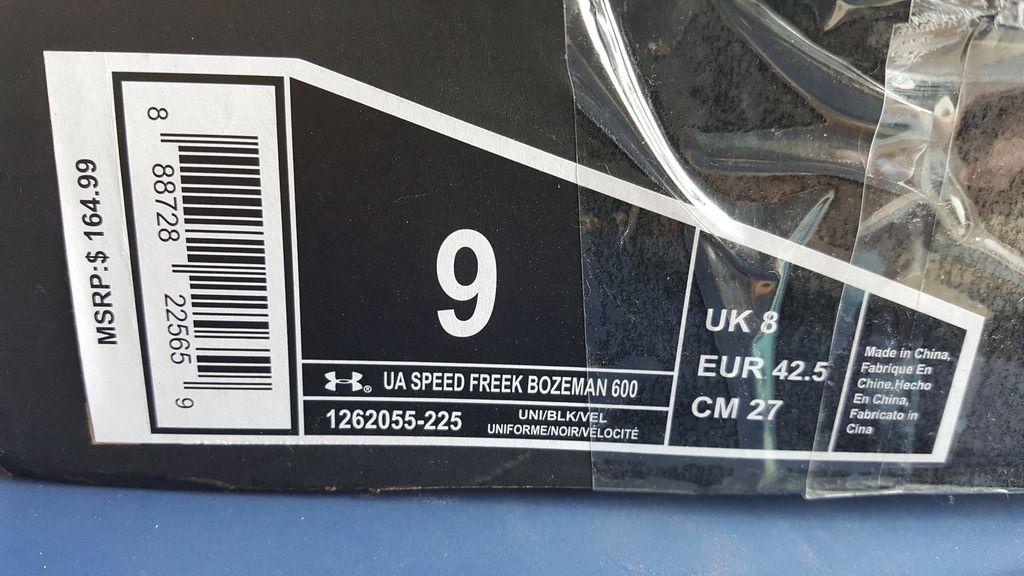 MSRP:$ 164.99
8 88728 22565 9
9
® UA SPEED FREEK BOZEMAN 600
1262055-225
UNI/BLK/VEL
UNIFORME/NOIR/VÉLOCITÉ
UK 8
EUR 42.5
CM 27
Made in China,
Fabrique En
Chine,Hecho
En China,
Fabricato in
Cina